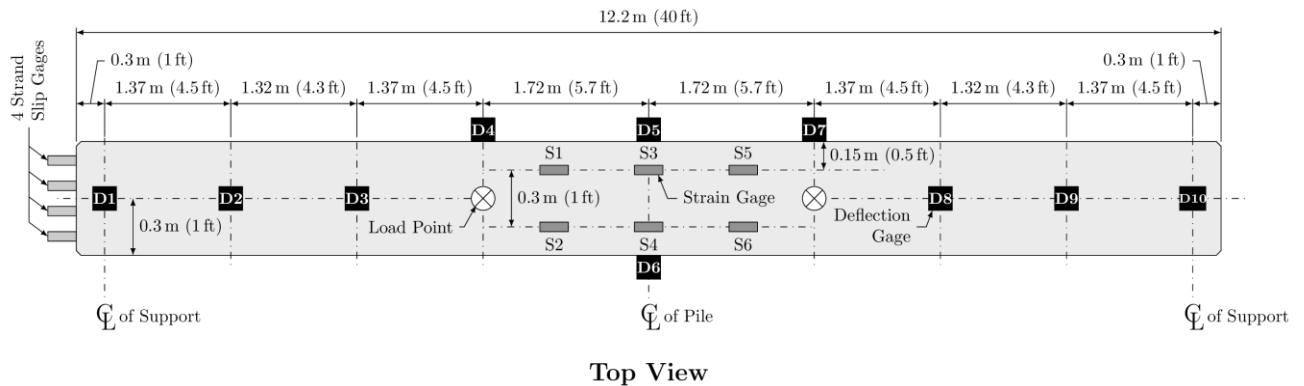 12.2 m (40 ft)
0.3 m (1 ft)
0.3 m (1 ft)
1.37 m (4.5 ft)
1.32 m (4.3 ft)
1.37 m (4.5 ft)
1.72 m (5.7 ft)
1.72 m (5.7 ft)
1.37 m (4.5 ft)
1.32 m (4.3 ft)
1.37 m (4.5 ft)
4 Strand
Slip Gages
D4
D5
D7
S1
S3
S5
0.15 m (0.5 ft)
D1
D2
D3
0.3 m (1 ft)
Strain Gage
D8
D9
D10
0.3 m (1 ft)
Load Point
Deflection
Gage
S2
S4
S6
D6
℄ of Support
℄ of Pile
℄ of Support
Top View